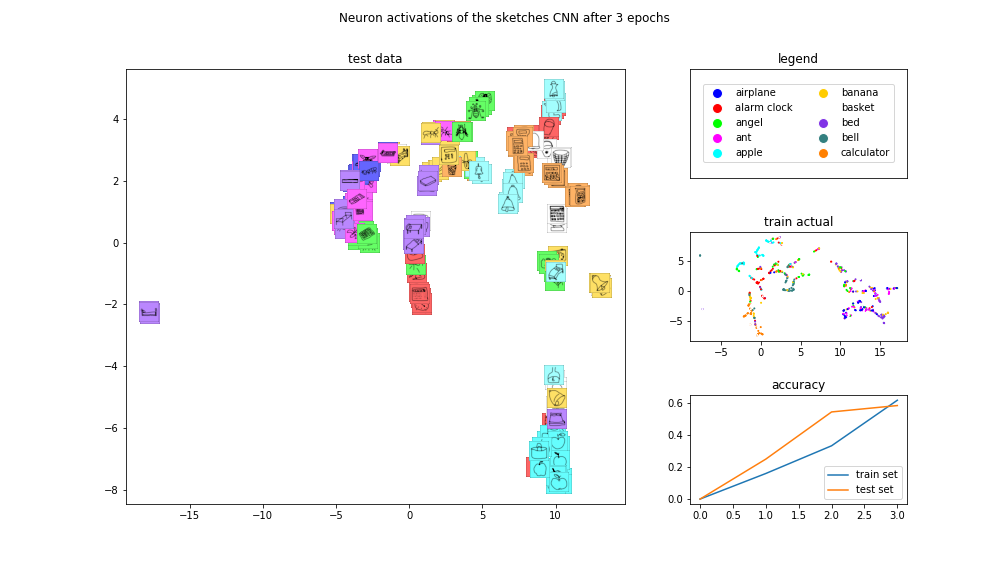 Neuron activations of the sketches CNN after 3 epochs
test data
4
2
0
−2
−4
−6
−8
−15
−10
−5
0
5
10
legend
airplane
alarm clock
angel
ant
apple
banana
basket
bed
bell
calculator
train actual
5
0
−5
−5
0
5
10
15
accuracy
0.6
0.4
0.2
0.0
train set
test set
0.0
0.5
1.0
1.5
2.0
2.5
3.0